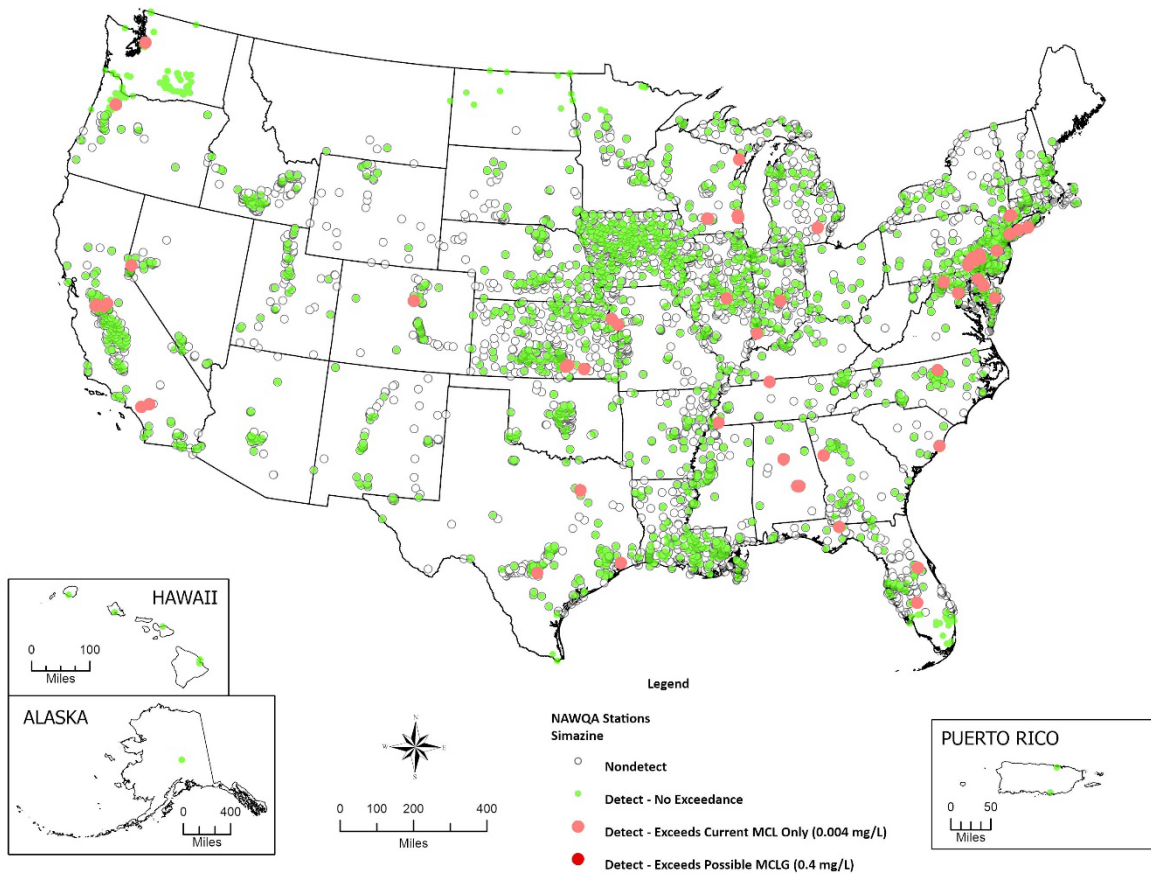 HAWAII
0 100
Miles
ALASKA
0 400
Miles
N
W E
S
0 100 200 400
Miles
Legend
NAWQA Stations
Simazine
Nondetect
Detect - No Exceedance
Detect - Exceeds Current MCL Only (0.004 mg/L)
Detect - Exceeds Possible MCLG (0.4 mg/L)
PUERTO RICO
0 50
Miles